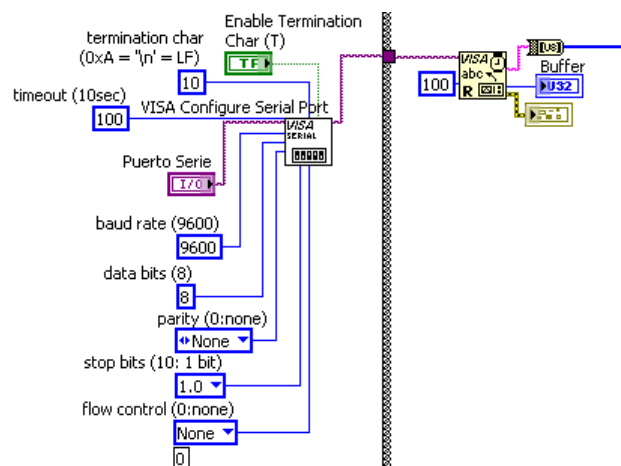 Enable Termination
Char (T)
termination char
(0xA = '\n' = LF)
TF
10
timeout (10sec)
100
VISA Configure Serial Port
VISA
SERIAL
Puerto Serie
I/O
baud rate (9600)
9600
data bits (8)
8
parity (0:none)
None
stop bits (10: 1 bit)
1.0
flow control (0:none)
None
0
100
VISA
abc
R
[U8]
Buffer
U32